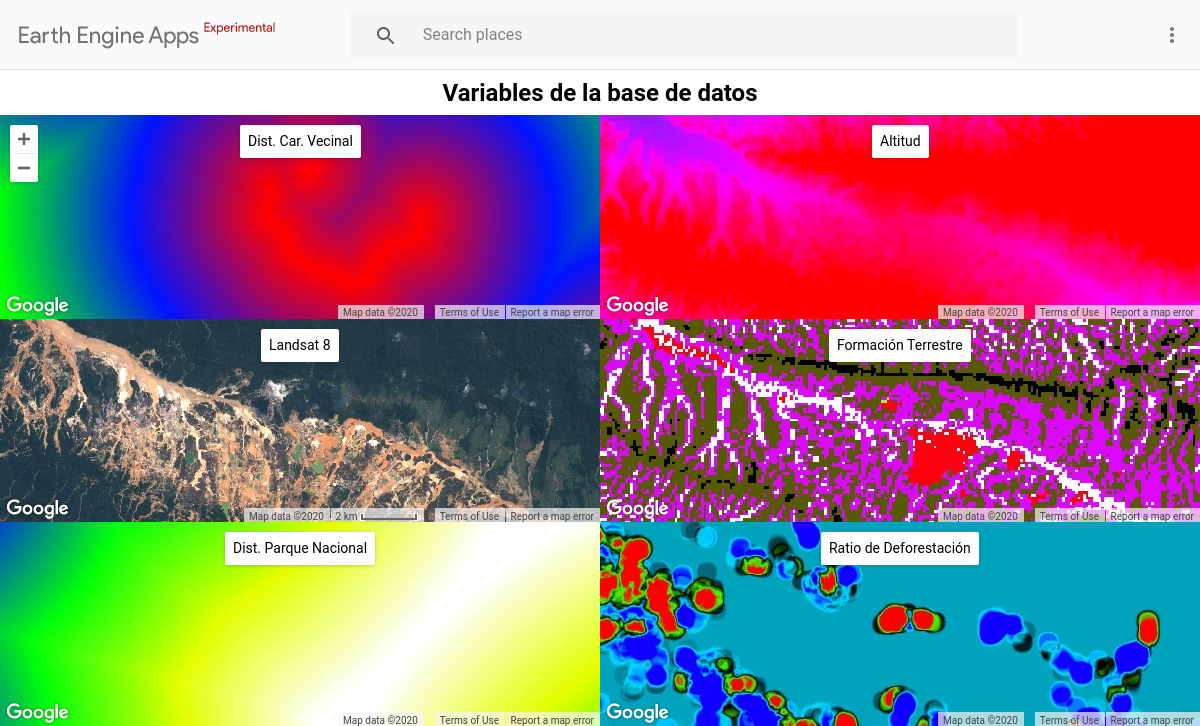 Earth Engine Apps Experimental
Search places
Variables de la base de datos
+
−
Dist. Car. Vecinal
Google
Map data ©2020
Terms of Use
Report a map error
Altitud
Google
Map data ©2020
Terms of Use
Report a map error
Landsat 8
Google
Map data ©2020
2 km
Terms of Use
Report a map error
Formación Terrestre
Google
Map data ©2020
Terms of Use
Report a map error
Dist. Parque Nacional
Google
Map data ©2020
Terms of Use
Report a map error
Ratio de Deforestación
Google
Map data ©2020
Terms of Use
Report a map error